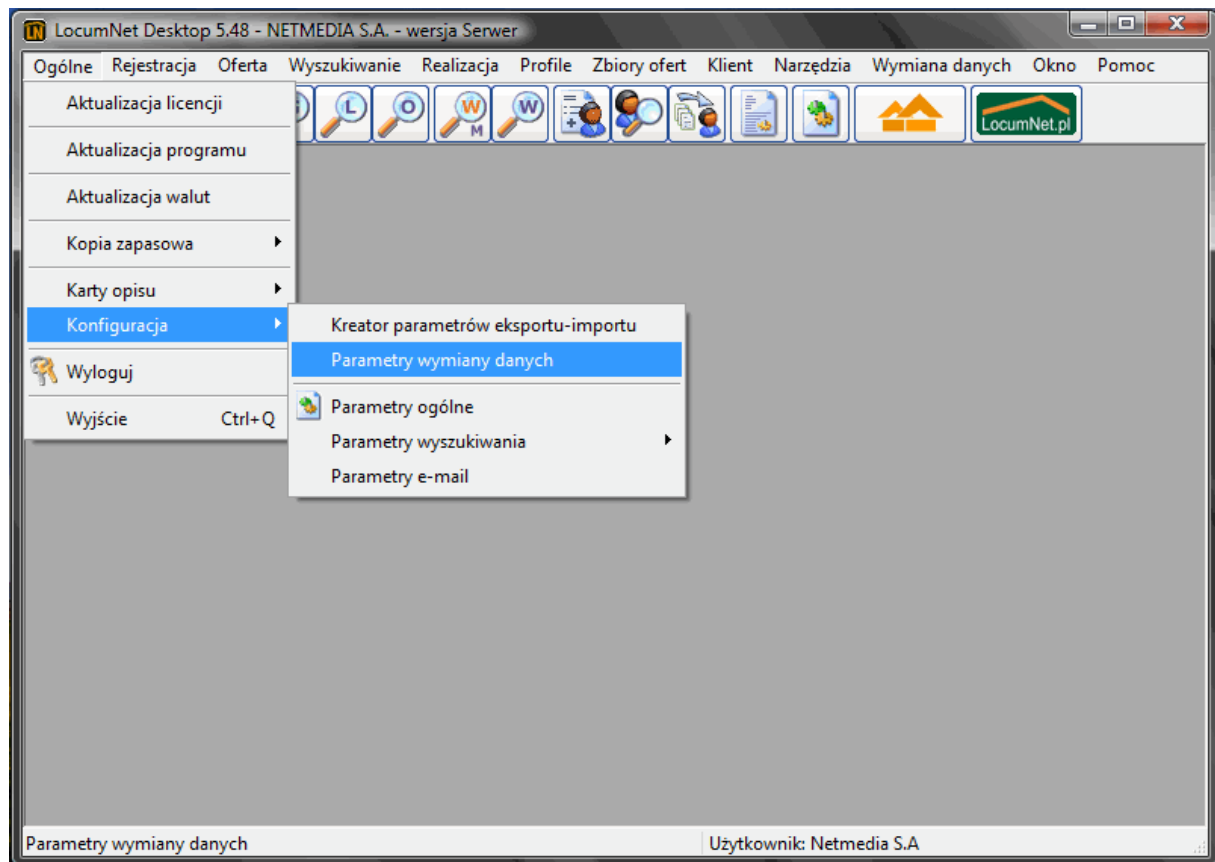 LocumNet Desktop 5.48 - NETMEDIA S.A. - wersja Serwer
Ogólne Rejestracja Oferta Wyszukiwanie Realizacja Profile Zbiory ofert Klient Narzędzia Wymiana danych Okno Pomoc
L O W M W LocumNet.pl
Aktualizacja licencji
Aktualizacja programu
Aktualizacja walut
Kopia zapasowa
Karty opisu
Konfiguracja
Wyloguj
Wyjście Ctrl+Q
Kreator parametrów eksportu-importu
Parametry wymiany danych
Parametry ogólne
Parametry wyszukiwania
Parametry e-mail
Parametry wymiany danych Użytkownik: Netmedia S.A